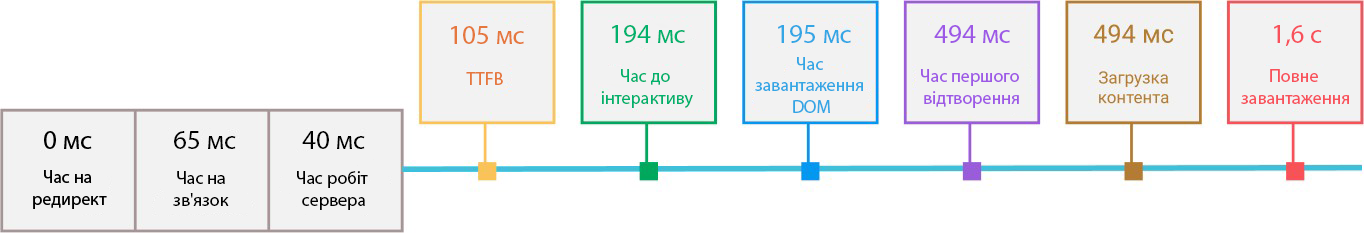 0 мс
Час на
редирект
65 мс
Час на
зв'язок
40 мс
Час робіт
сервера
105 мс
TTFB
194 мс
Час до
інтерактиву
195 мс
Час
завантаження
DOM
494 мс
Час першого
відтворення
494 мс
Загрузка
контента
1,6 с
Повне
завантаження